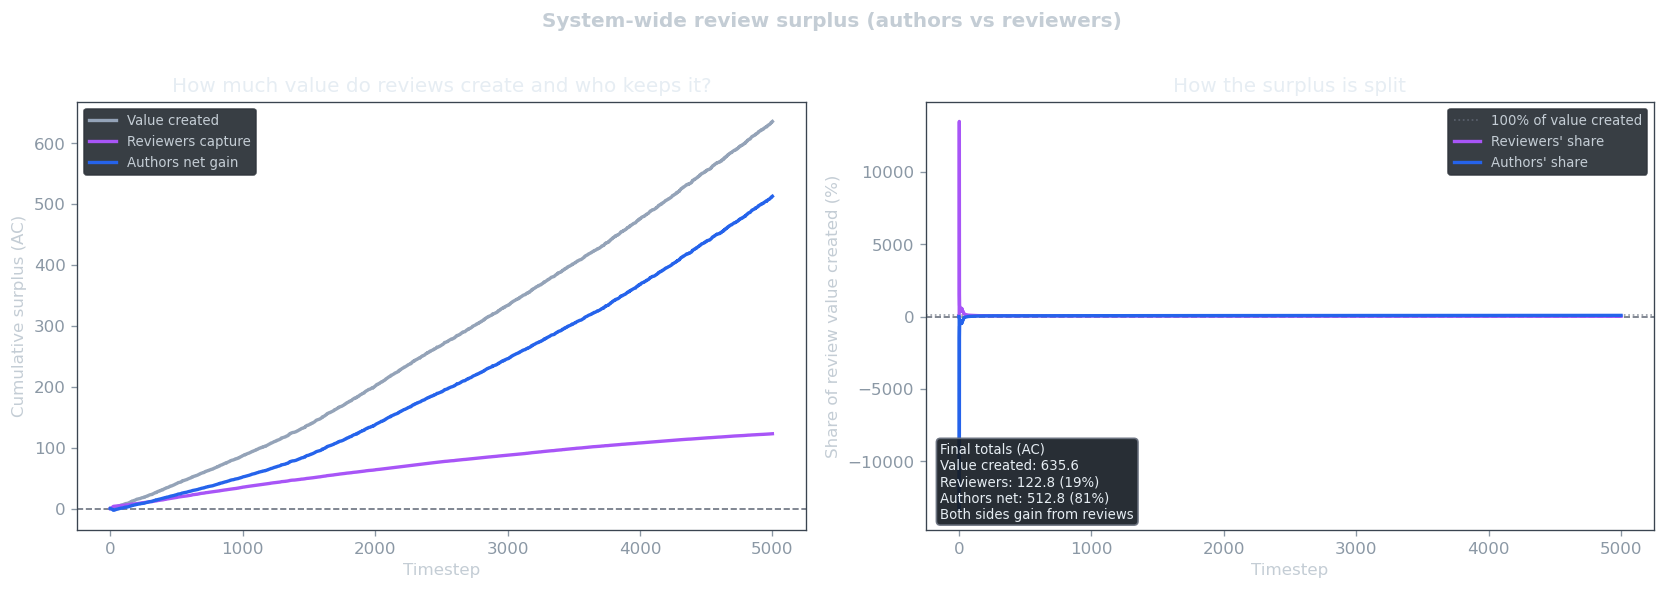 System-wide review surplus (authors vs reviewers)
How much value do reviews create and who keeps it?
Value created
Reviewers capture
Authors net gain
Cumulative surplus (AC)
600
500
400
300
200
100
0
0 1000 2000 3000 4000 5000
Timestep
How the surplus is split
100% of value created
Reviewers' share
Authors' share
Share of review value created (%)
10000
5000
0
−5000
−10000
Final totals (AC)
Value created: 635.6
Reviewers: 122.8 (19%)
Authors net: 512.8 (81%)
Both sides gain from reviews
0 1000 2000 3000 4000 5000
Timestep